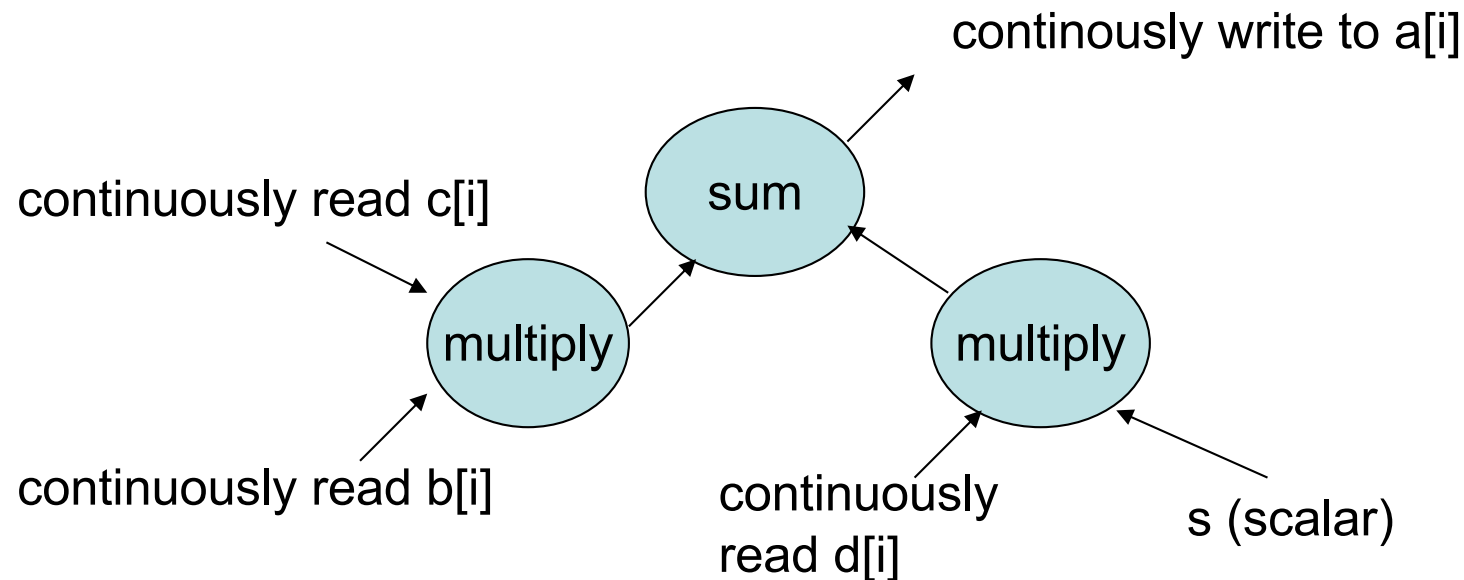 continously write to a[i]
sum
continuously read c[i]
multiply
multiply
continuously read b[i]
continuously
read d[i]
s (scalar)